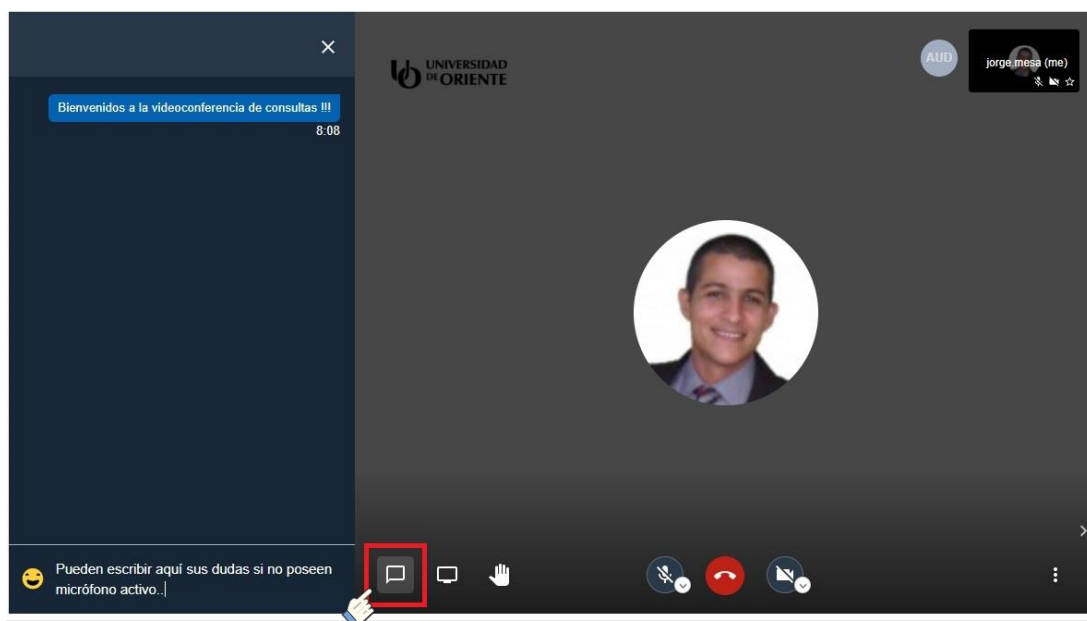 Bienvenidos a la videoconferencia de consultas !!!
8:08
UNIVERSIDAD
DE ORIENTE
AUD
jorge.mesa (me)
Pueden escribir aquí sus dudas si no poseen
micrófono activo..